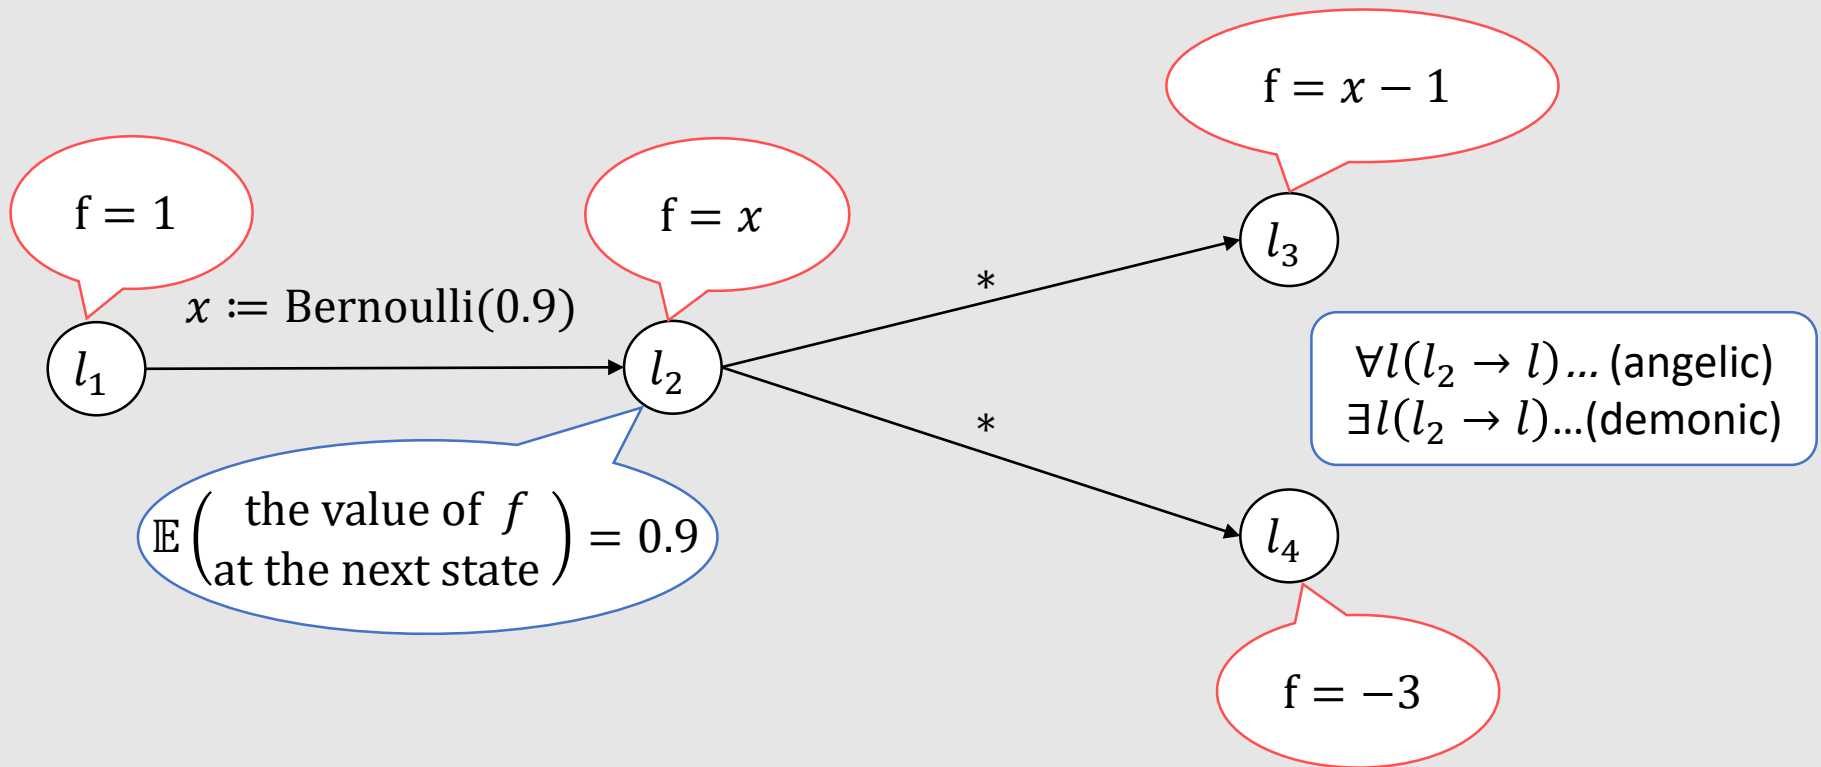 f = x − 1
f = 1
f = x
l₃
∗
x ≔ Bernoulli(0.9)
l₁
l₂
∀l(l₂ → l)… (angelic)
∃l(l₂ → l)…(demonic)
∗
𝔼 ( the value of f
at the next state ) = 0.9
l₄
f = −3